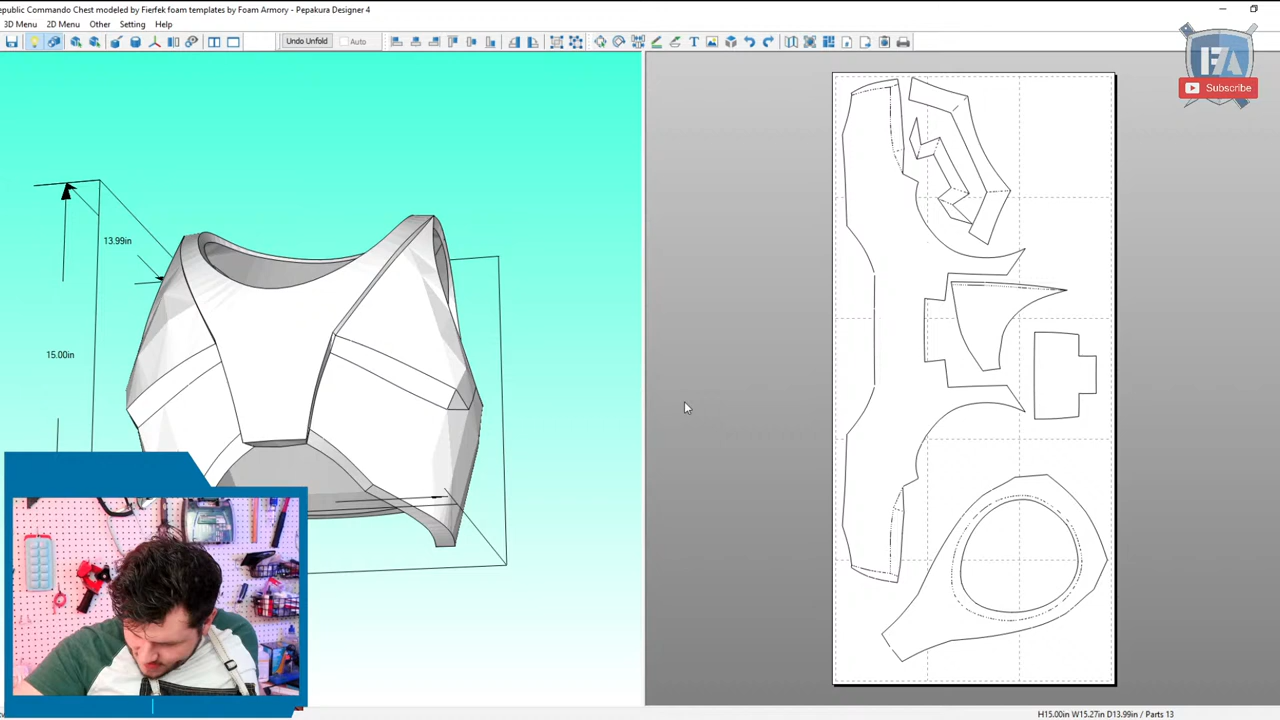 epublic Commando Chest modeled by Fierfek foam templates by Foam Armory - Pepakura Designer 4
3D Menu 2D Menu Other Setting Help
Undo Unfold Auto
FA
Subscribe
13.99in
15.00in
H15.00in W15.27in D13.99in / Parts 13